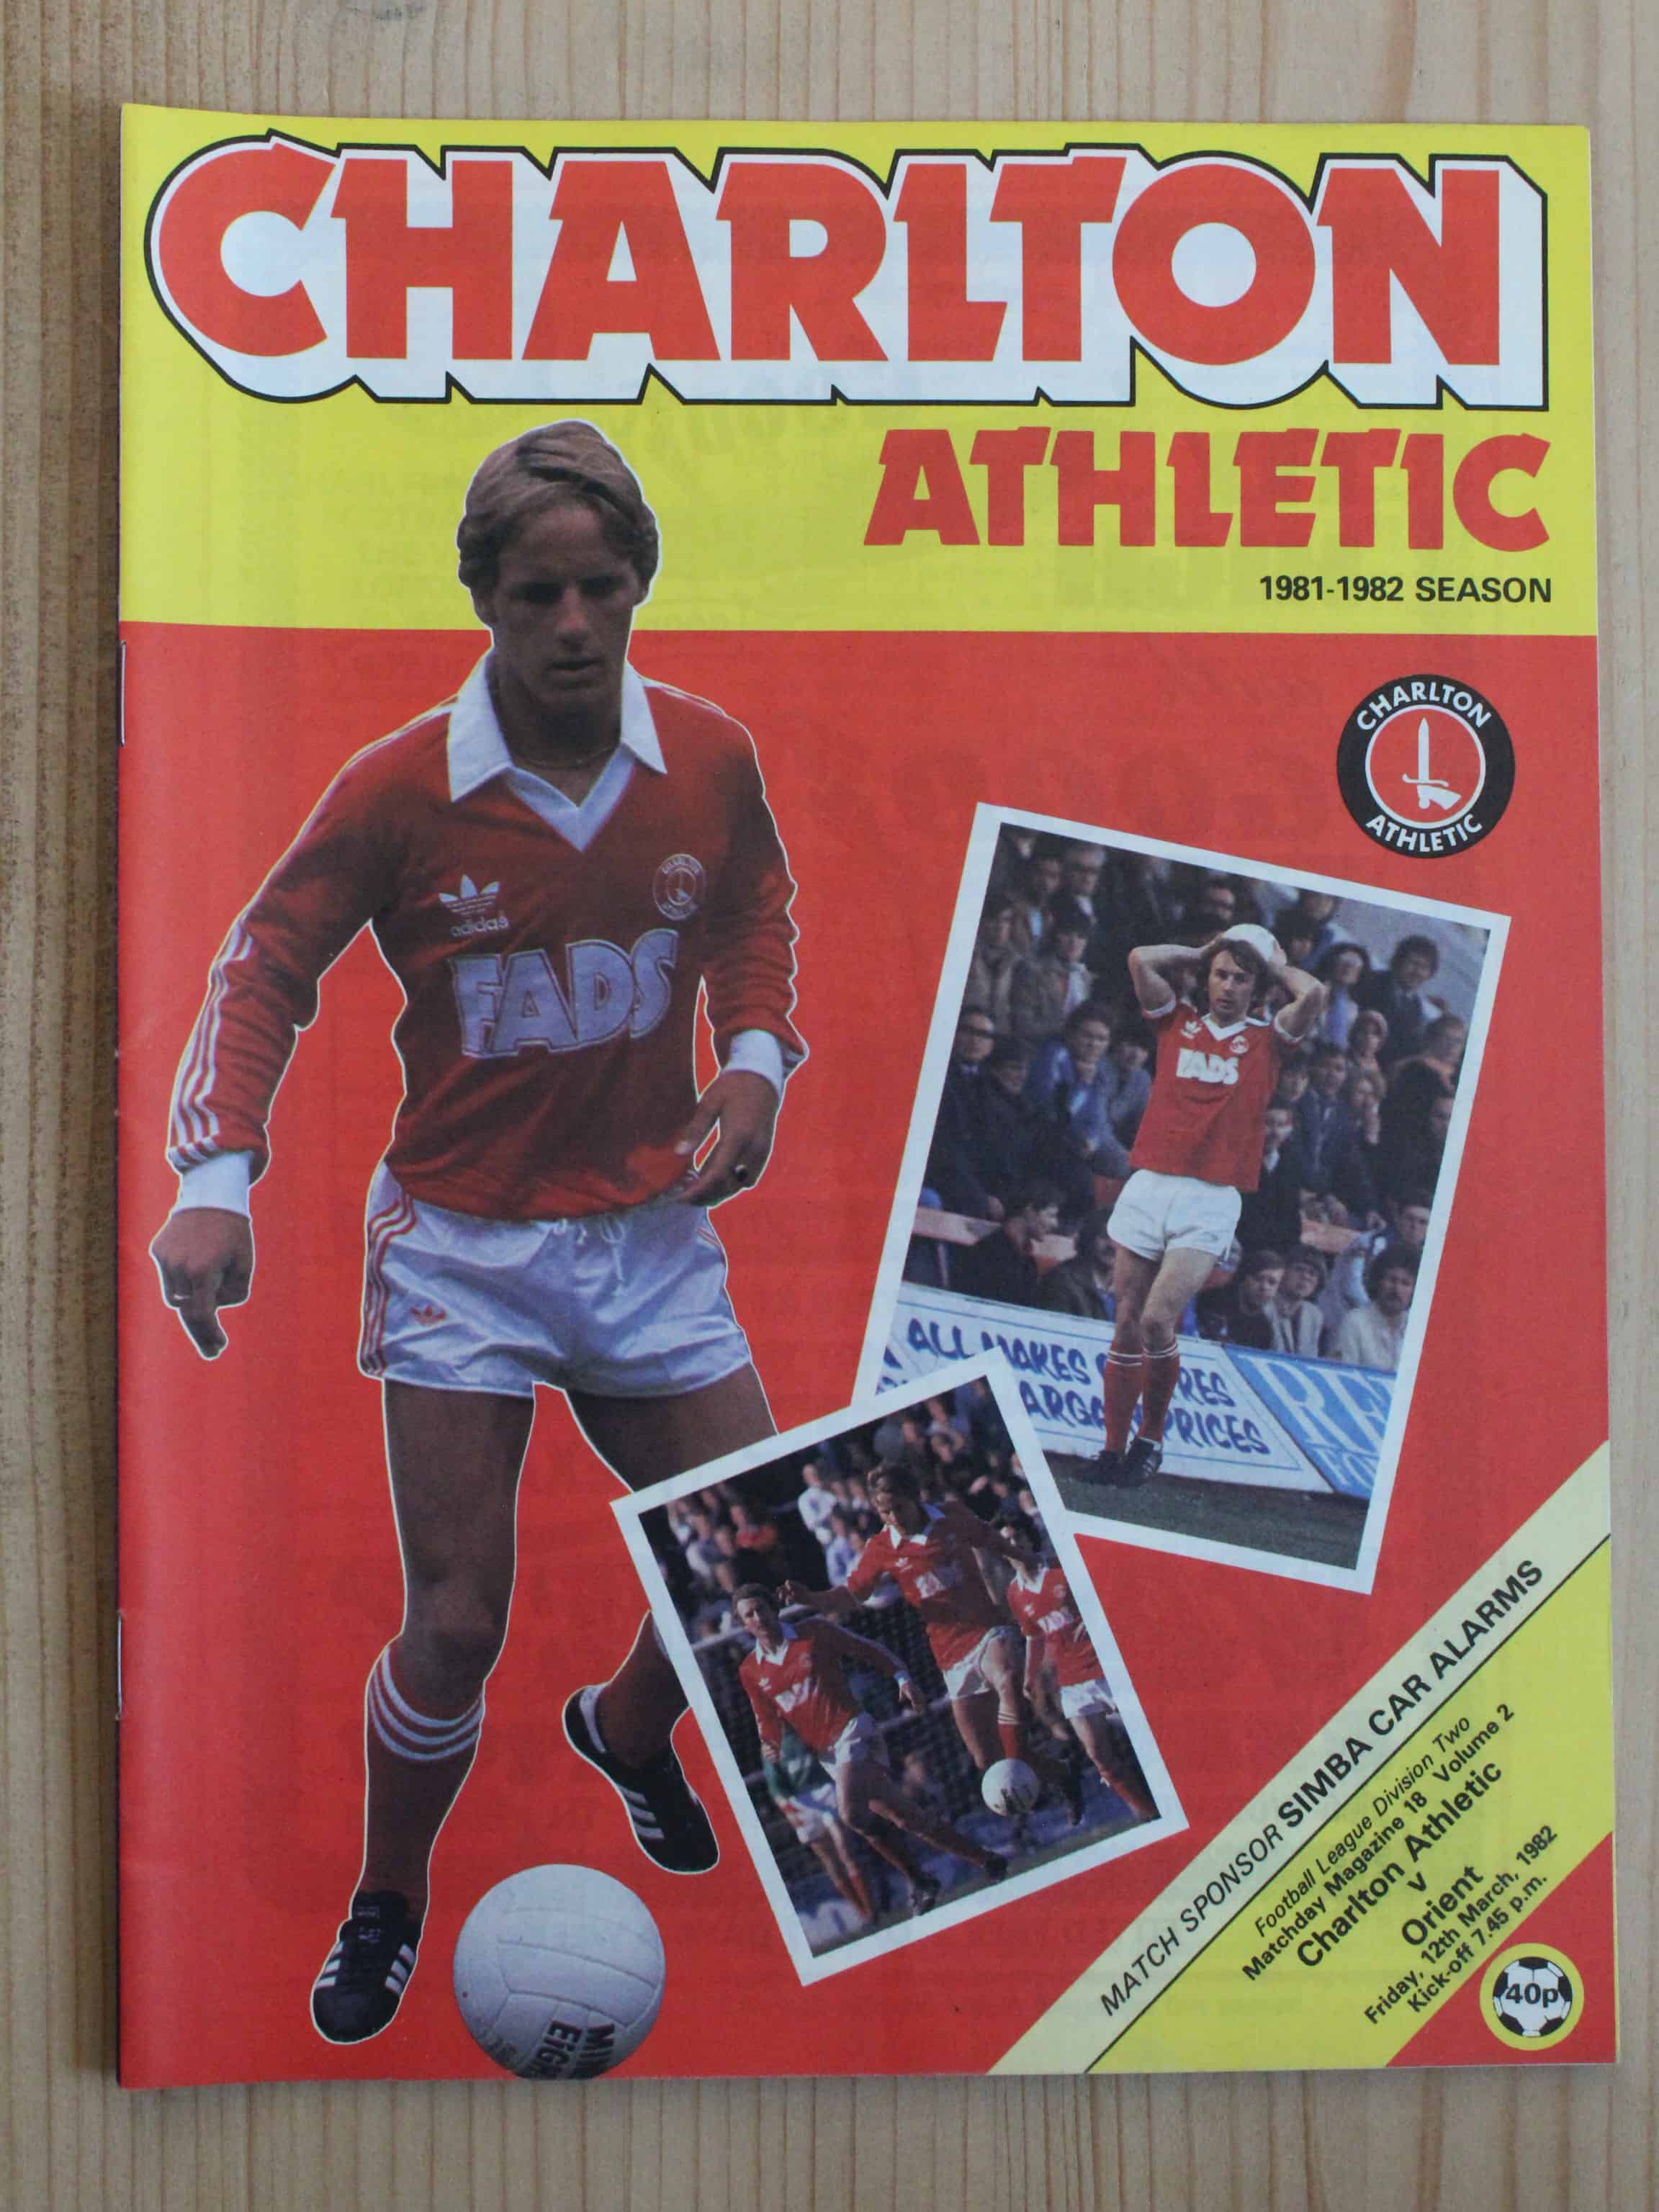 CHARLTON
ATHLETIC
1981-1982 SEASON
CHARLTON
ATHLETIC
adidas
FADS
FADS
ALL MAKES
PRICES
FADS
MATCH SPONSOR SIMBA CAR ALARMS
Football League Division Two
Matchday Magazine 18 Volume 2
Charlton Athletic
v
Orient
Friday, 12th March, 1982
Kick-off 7.45 p.m.
40p